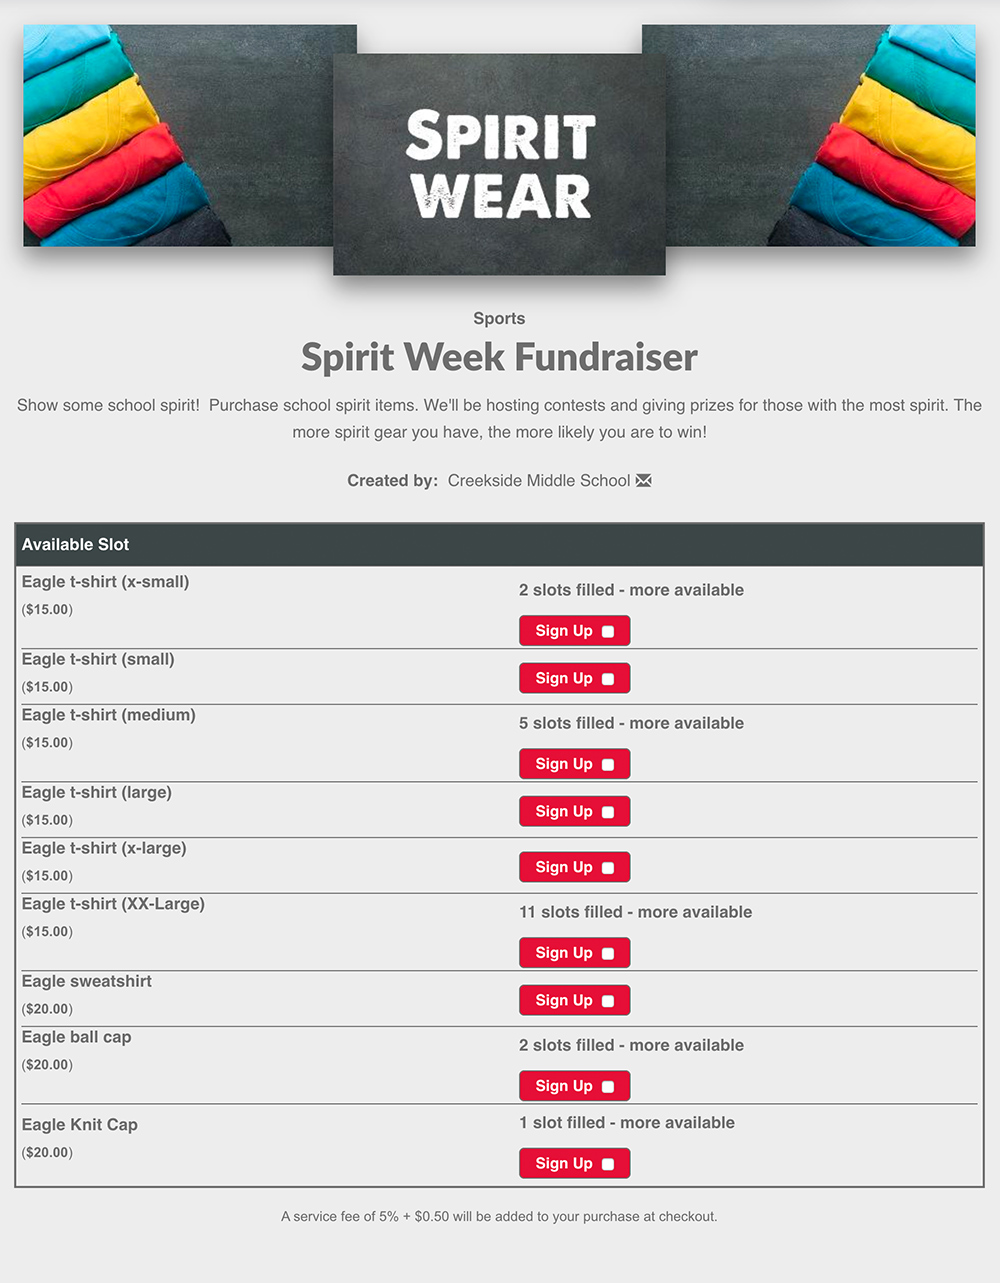 SPIRIT
WEAR
Sports
Spirit Week Fundraiser
Show some school spirit!  Purchase school spirit items. We'll be hosting contests and giving prizes for those with the most spirit. The
more spirit gear you have, the more likely you are to win!
Created by:  Creekside Middle School
Available Slot
Eagle t-shirt (x-small)
($15.00)
2 slots filled - more available
Sign Up
Eagle t-shirt (small)
($15.00)
Sign Up
Eagle t-shirt (medium)
($15.00)
5 slots filled - more available
Sign Up
Eagle t-shirt (large)
($15.00)
Sign Up
Eagle t-shirt (x-large)
($15.00)
Sign Up
Eagle t-shirt (XX-Large)
($15.00)
11 slots filled - more available
Sign Up
Eagle sweatshirt
($20.00)
Sign Up
Eagle ball cap
($20.00)
2 slots filled - more available
Sign Up
Eagle Knit Cap
($20.00)
1 slot filled - more available
Sign Up
A service fee of 5% + $0.50 will be added to your purchase at checkout.